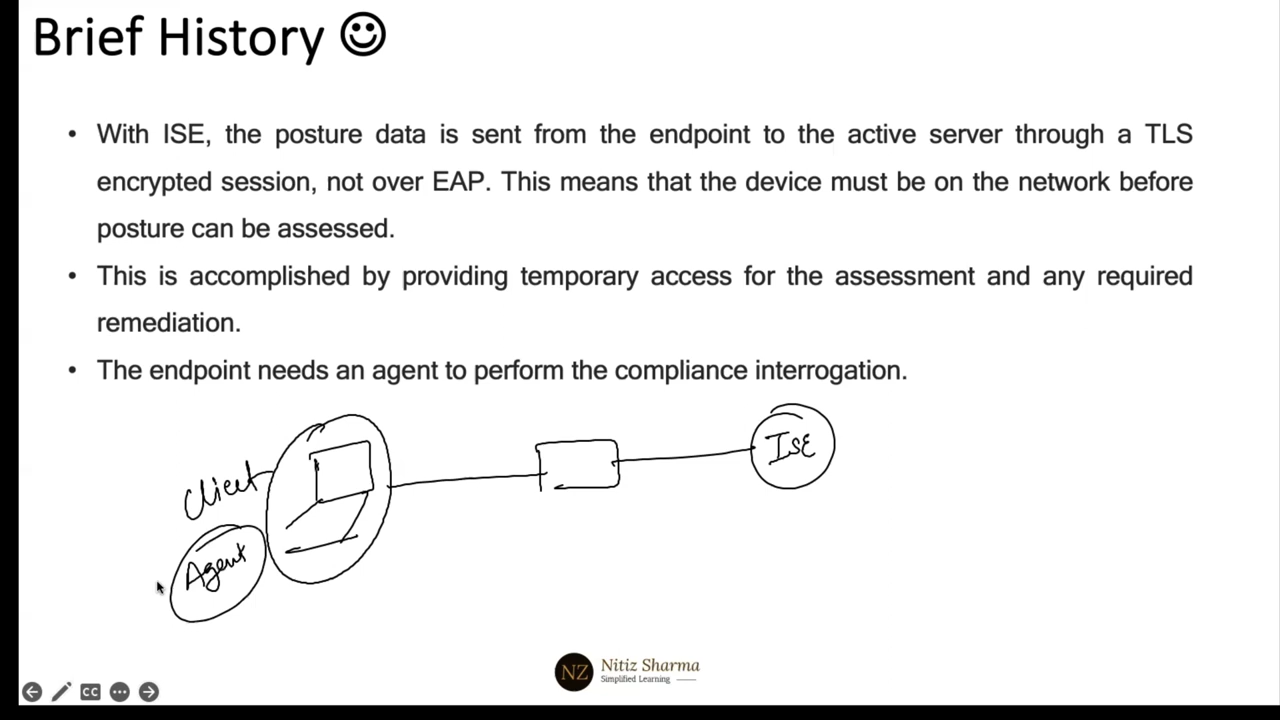 Brief History ☺
• With ISE, the posture data is sent from the endpoint to the active server through a TLS
encrypted session, not over EAP. This means that the device must be on the network before
posture can be assessed.
• This is accomplished by providing temporary access for the assessment and any required
remediation.
• The endpoint needs an agent to perform the compliance interrogation.
ISE
Client
Agent
NZ
Nitiz Sharma
Simplified Learning
CC